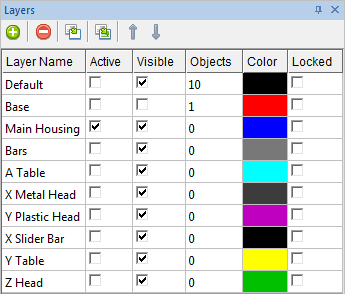 Layers
Layer Name Active Visible Objects Color Locked
Default 10
Base 1
Main Housing 0
Bars 0
A Table 0
X Metal Head 0
Y Plastic Head 0
X Slider Bar 0
Y Table 0
Z Head 0